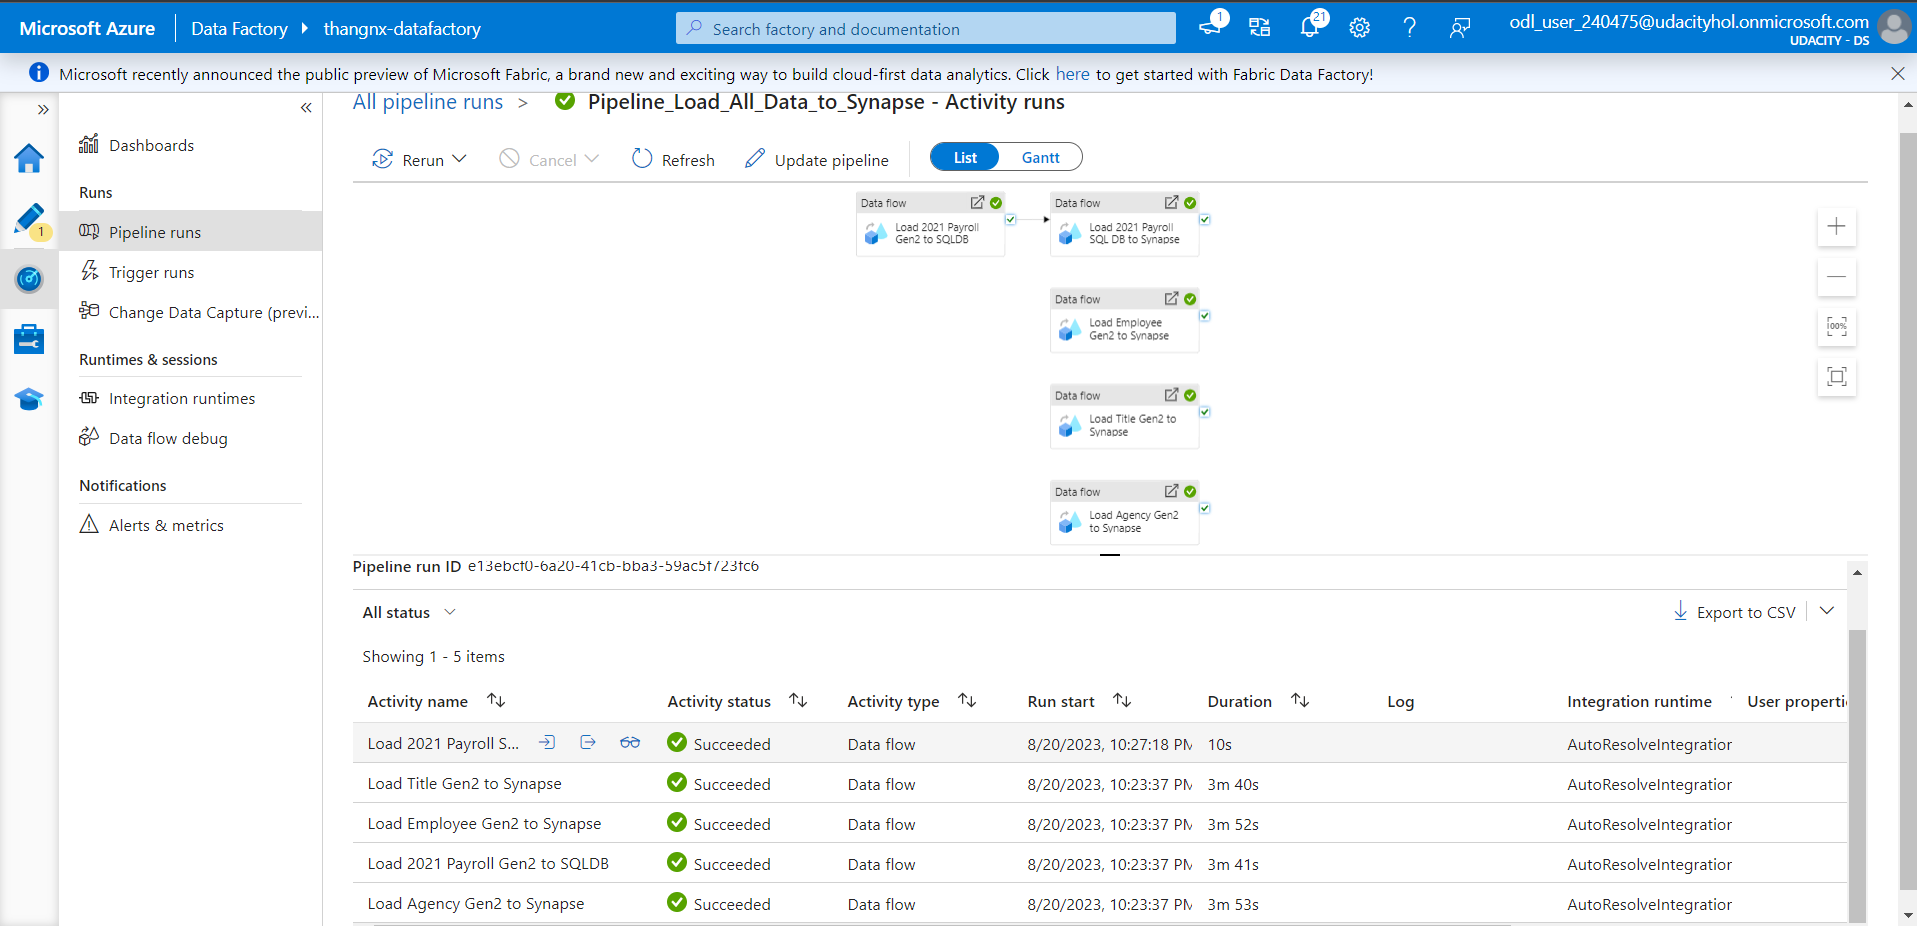 Microsoft Azure
Data Factory
thangnx-datafactory
Search factory and documentation
1
21
odl_user_240475@udacityhol.onmicrosoft.com
UDACITY - DS
Microsoft recently announced the public preview of Microsoft Fabric, a brand new and exciting way to build cloud-first data analytics. Click here to get started with Fabric Data Factory!
1
Dashboards
Runs
Pipeline runs
Trigger runs
Change Data Capture (previ...
Runtimes & sessions
Integration runtimes
Data flow debug
Notifications
Alerts & metrics
All pipeline runs > Pipeline_Load_All_Data_to_Synapse - Activity runs
Rerun
Cancel
Refresh
Update pipeline
List
Gantt
Data flow
Load 2021 Payroll
Gen2 to SQLDB
Data flow
Load 2021 Payroll
SQL DB to Synapse
Data flow
Load Employee
Gen2 to Synapse
Data flow
Load Title Gen2 to
Synapse
Data flow
Load Agency Gen2
to Synapse
100%
Pipeline run ID e13ebcf0-6a20-41cb-bba3-59ac5f723fc6
All status
Export to CSV
Showing 1 - 5 items
Activity name Activity status Activity type Run start Duration Log Integration runtime User properti
Load 2021 Payroll S... Succeeded Data flow 8/20/2023, 10:27:18 PM 10s AutoResolveIntegration
Load Title Gen2 to Synapse Succeeded Data flow 8/20/2023, 10:23:37 PM 3m 40s AutoResolveIntegration
Load Employee Gen2 to Synapse Succeeded Data flow 8/20/2023, 10:23:37 PM 3m 52s AutoResolveIntegration
Load 2021 Payroll Gen2 to SQLDB Succeeded Data flow 8/20/2023, 10:23:37 PM 3m 41s AutoResolveIntegration
Load Agency Gen2 to Synapse Succeeded Data flow 8/20/2023, 10:23:37 PM 3m 53s AutoResolveIntegration